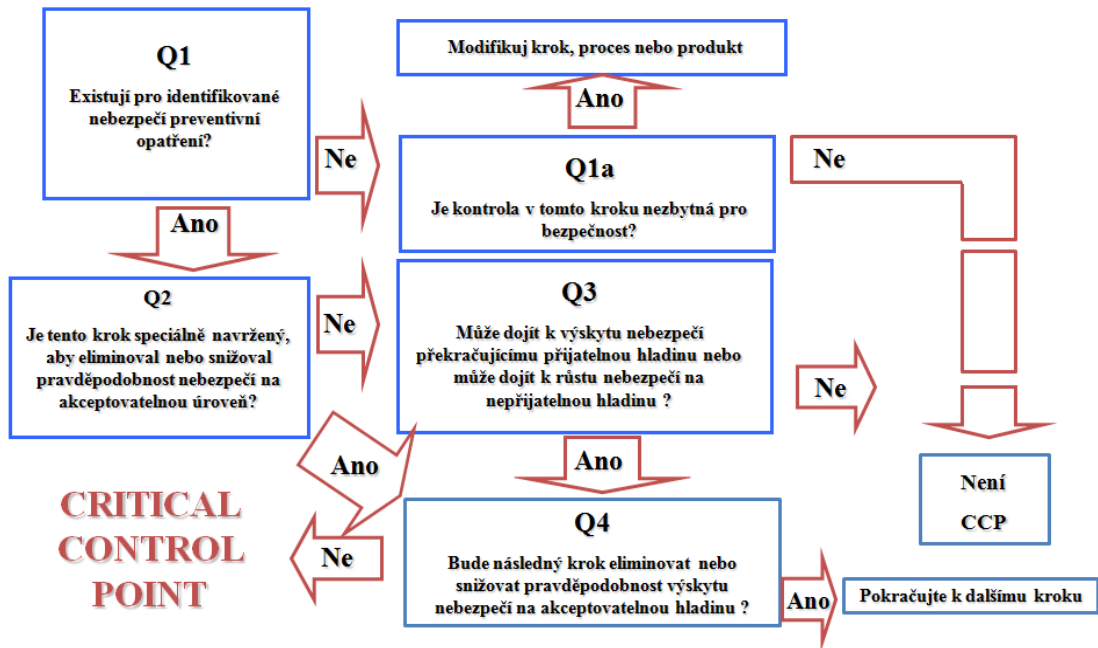 Q1
Existují pro identifikované
nebezpečí preventivní
opatření?
Modifikuj krok, proces nebo produkt
Ano
Ne
Q1a
Je kontrola v tomto kroku nezbytná pro
bezpečnost?
Ne
Ano
Q2
Je tento krok speciálně navržený,
aby eliminoval nebo snižoval
pravděpodobnost nebezpečí na
akceptovatelnou úroveň?
Ne
Q3
Může dojít k výskytu nebezpečí
překračujícímu přijatelnou hladinu nebo
může dojít k růstu nebezpečí na
nepřijatelnou hladinu ?
Ne
Ano
Ano
Není
CCP
CRITICAL
CONTROL
POINT
Ne
Q4
Bude následný krok eliminovat nebo
snižovat pravděpodobnost výskytu
nebezpečí na akceptovatelnou hladinu ?
Ano
Pokračujte k dalšímu kroku